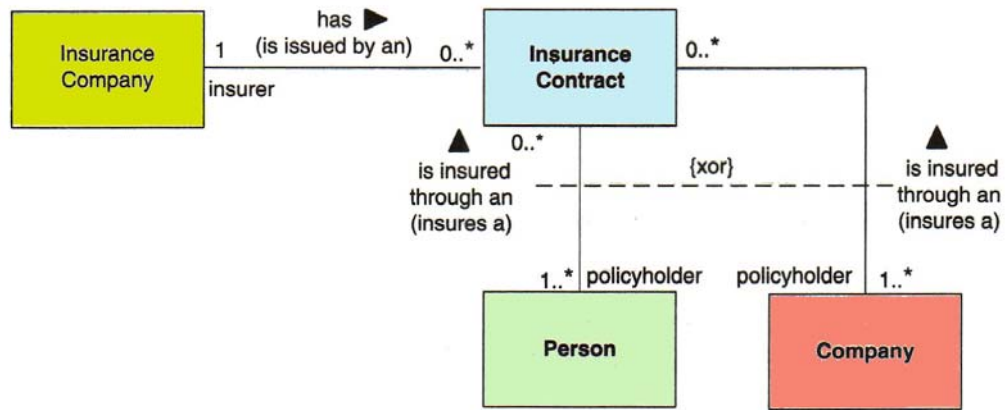 has ▶
(is issued by an)
Insurance
Company
1
0..*
insurer
Insurance
Contract
0..*
0..*
▲
is insured
through an
(insures a)
{xor}
▲
is insured
through an
(insures a)
1..*
policyholder
policyholder
1..*
Person
Company